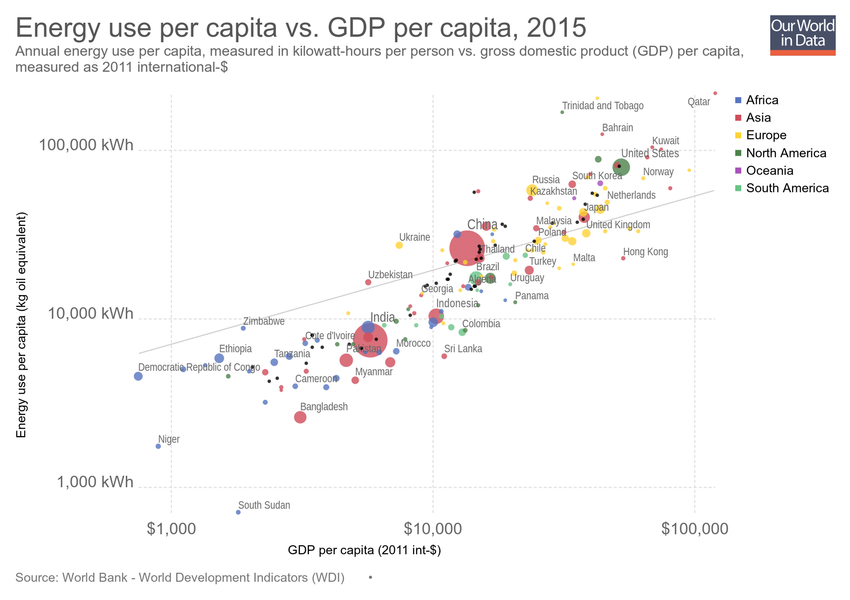 Energy use per capita vs. GDP per capita, 2015
Annual energy use per capita, measured in kilowatt-hours per person vs. gross domestic product (GDP) per capita,
measured as 2011 international-$
Our World
in Data
Africa
Asia
Europe
North America
Oceania
South America
Energy use per capita (kg oil equivalent)
100,000 kWh
10,000 kWh
1,000 kWh
Qatar
Trinidad and Tobago
Bahrain
Kuwait
United States
Norway
Russia
South Korea
Kazakhstan
Netherlands
Japan
China
Malaysia
United Kingdom
Poland
Ukraine
Thailand
Chile
Hong Kong
Malta
Turkey
Brazil
Uzbekistan
Algeria
Uruguay
Georgia
Panama
Indonesia
Zimbabwe
India
Colombia
Cote d'Ivoire
Morocco
Pakistan
Sri Lanka
Ethiopia
Tanzania
Democratic Republic of Congo
Myanmar
Cameroon
Bangladesh
Niger
South Sudan
$1,000
$10,000
$100,000
GDP per capita (2011 int-$)
Source: World Bank - World Development Indicators (WDI) •